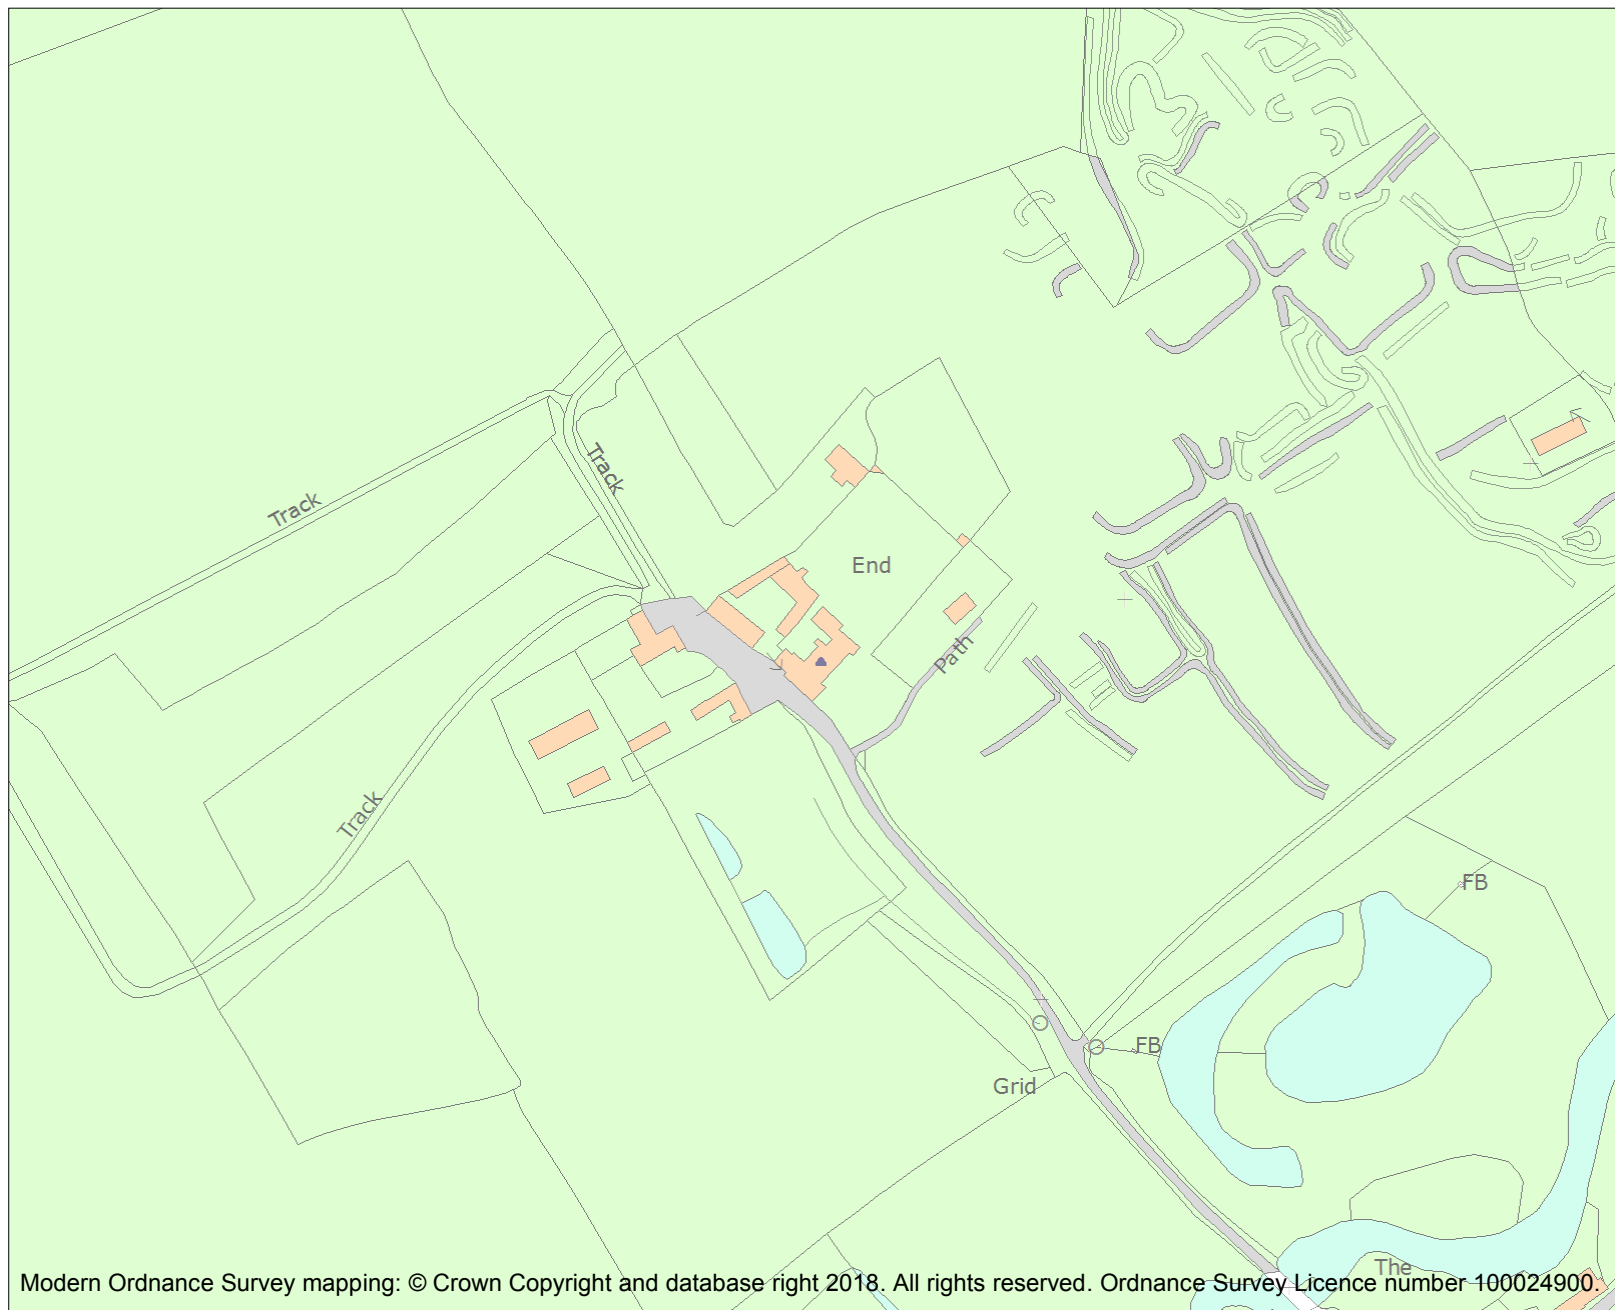 Track
Track
End
Path
Track
FB
FB
Grid
The
Modern Ordnance Survey mapping: © Crown Copyright and database right 2018. All rights reserved. Ordnance Survey Licence number 100024900.